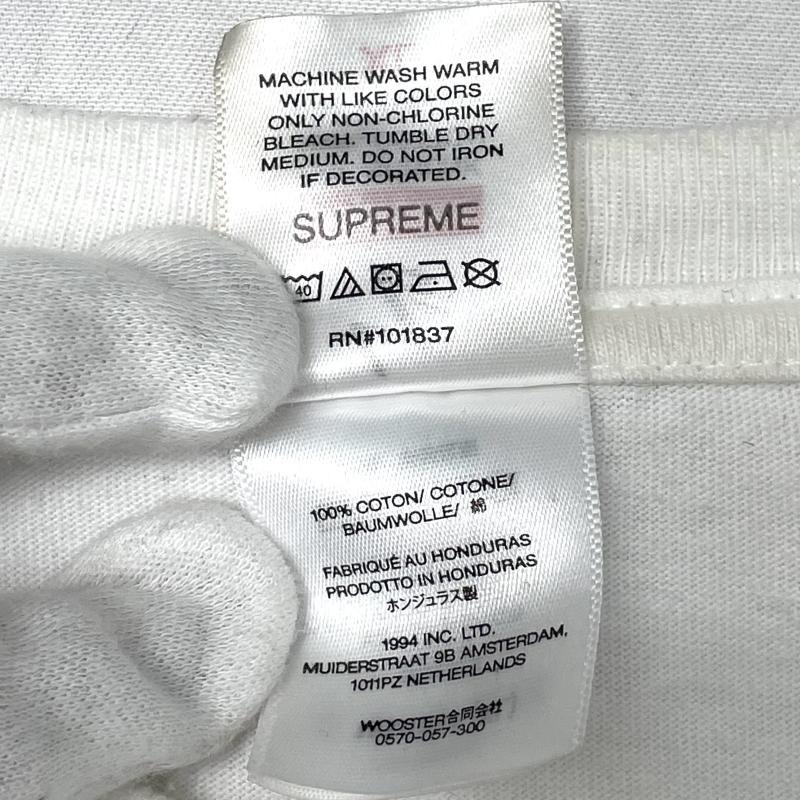 MACHINE WASH WARM
WITH LIKE COLORS
ONLY NON-CHLORINE
BLEACH. TUMBLE DRY
MEDIUM. DO NOT IRON
IF DECORATED.
SUPREME
40
RN#101837
100% COTON/ COTONE/
BAUMWOLLE/ 綿
FABRIQUÉ AU HONDURAS
PRODOTTO IN HONDURAS
ホンジュラス製
1994 INC. LTD.
MUIDERSTRAAT 9B AMSTERDAM,
1011PZ NETHERLANDS
WOOSTER合同会社
0570-057-300